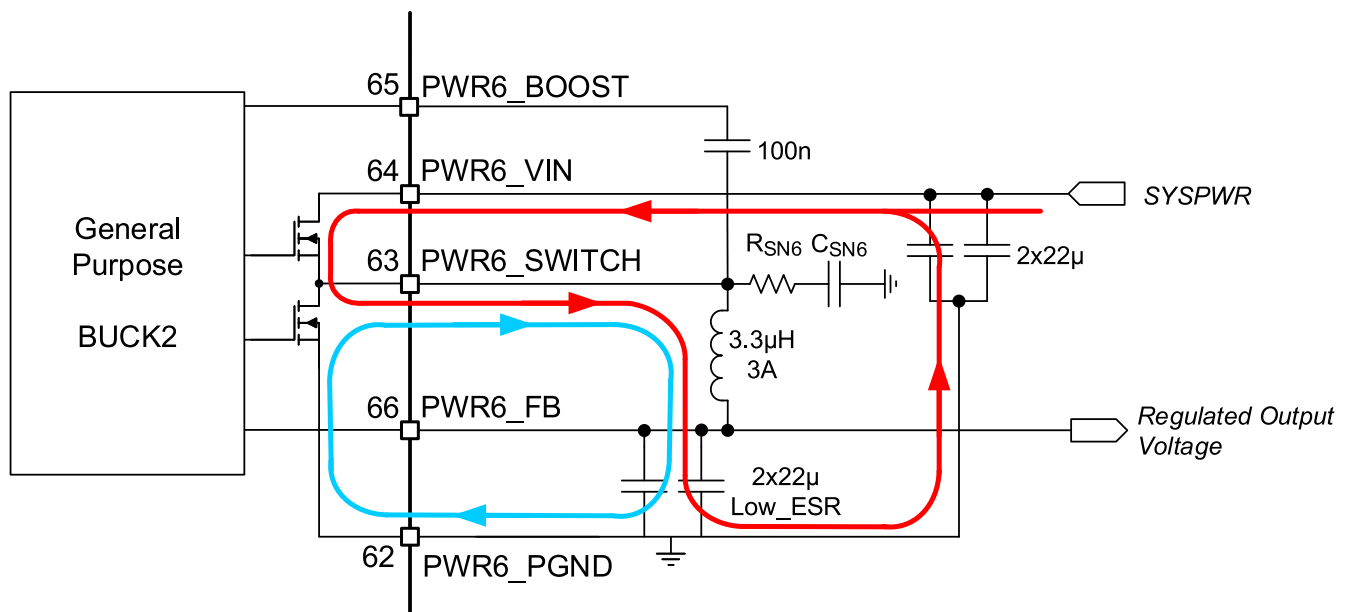 65 PWR6_BOOST
100n
64 PWR6_VIN
SYSPWR
General
Purpose
BUCK2
63 PWR6_SWITCH
RSN6 CSN6
2x22µ
3.3µH
3A
66 PWR6_FB
Regulated Output
Voltage
2x22µ
Low_ESR
62 PWR6_PGND